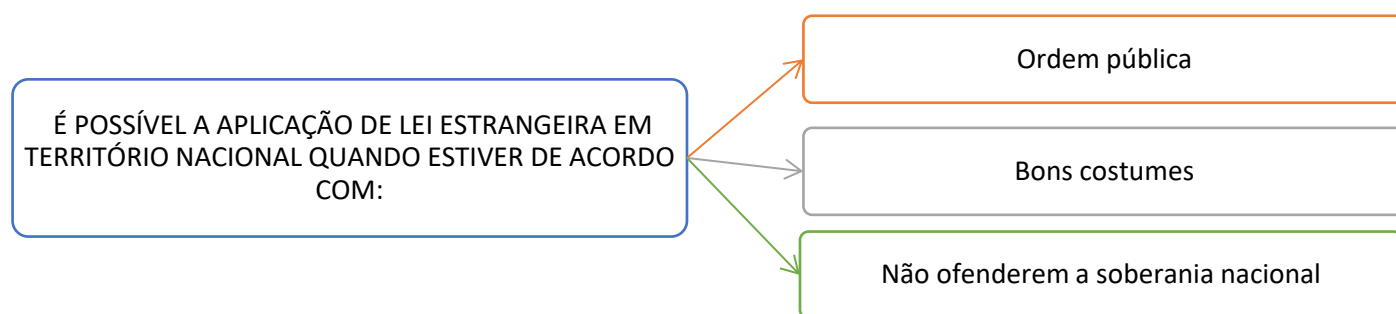 É POSSÍVEL A APLICAÇÃO DE LEI ESTRANGEIRA EM
TERRITÓRIO NACIONAL QUANDO ESTIVER DE ACORDO
COM:
Ordem pública
Bons costumes
Não ofenderem a soberania nacional